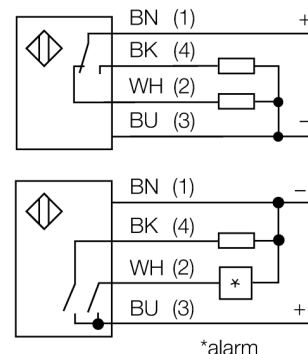 BN (1) +
BK (4)
WH (2)
BU (3) −
BN (1) −
BK (4)
WH (2)
*
BU (3) +
*alarm